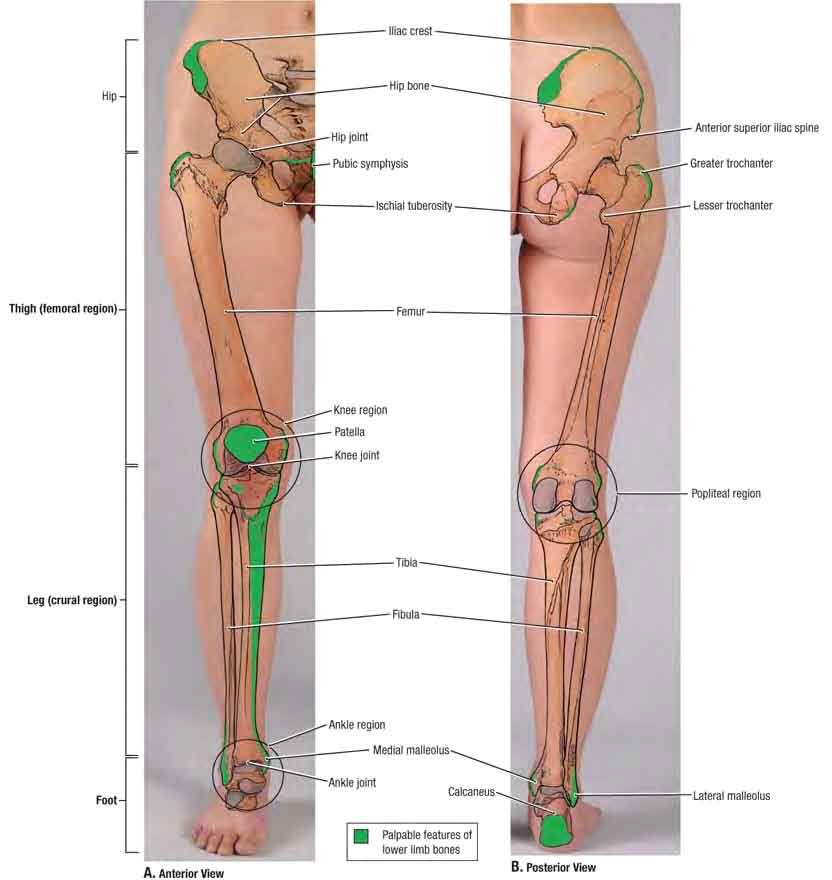 Iliac crest
Hip
Hip bone
Anterior superior iliac spine
Hip joint
Pubic symphysis
Greater trochanter
Ischial tuberosity
Lesser trochanter
Thigh (femoral region)
Femur
Knee region
Patella
Knee joint
Popliteal region
Tibia
Leg (crural region)
Fibula
Ankle region
Medial malleolus
Ankle joint
Calcaneus
Lateral malleolus
Foot
Palpable features of
lower limb bones
A. Anterior View
B. Posterior View